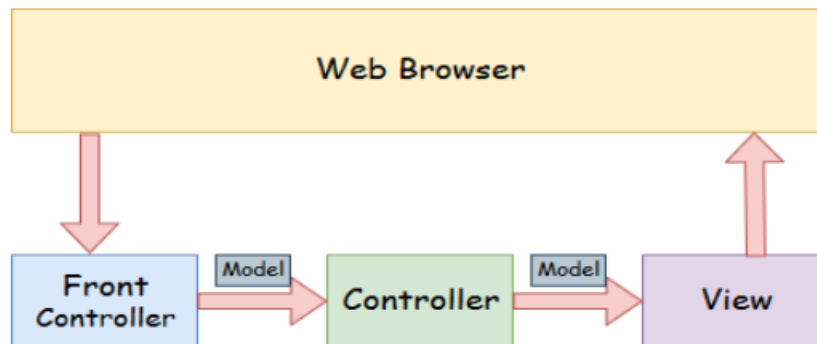 Web Browser
Model
Model
Front
Controller
Controller
View